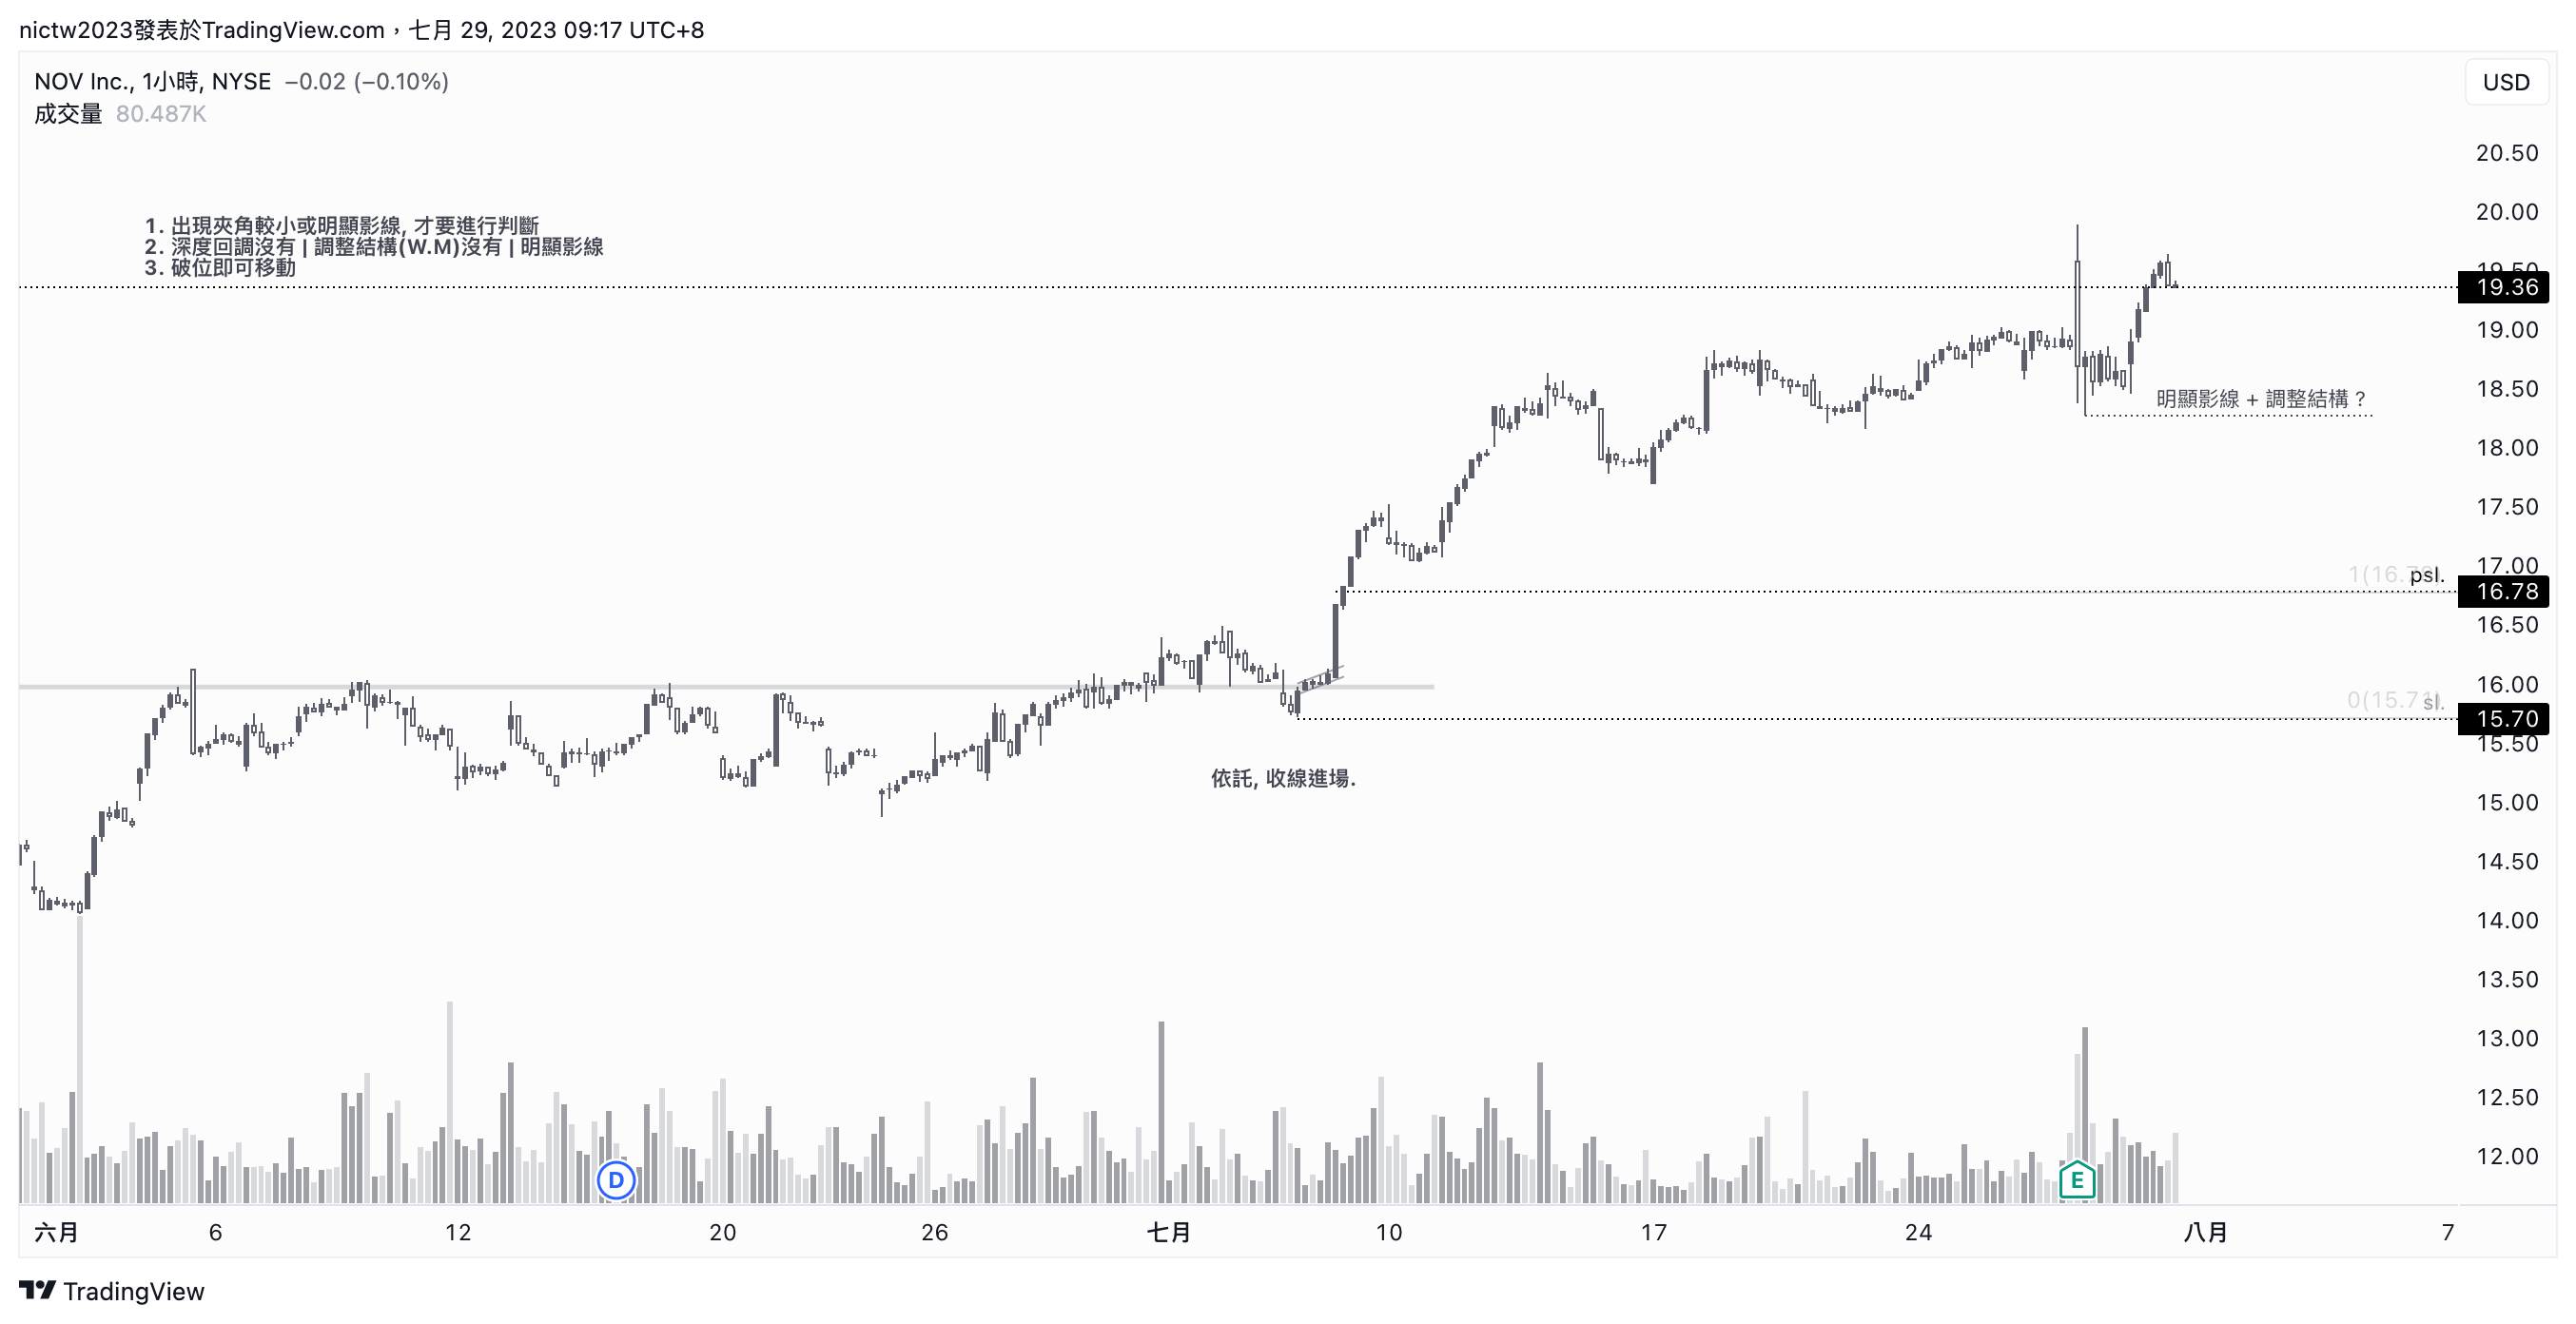 nictw2023發表於TradingView.com，七月 29, 2023 09:17 UTC+8
NOV Inc., 1小時, NYSE −0.02 (−0.10%)
成交量 80.487K
USD
1. 出現夾角較小或明顯影線, 才要進行判斷
2. 深度回調沒有 | 調整結構(W.M)沒有 | 明顯影線
3. 破位即可移動
20.50
20.00
19.50
19.36
19.00
18.50
明顯影線 + 調整結構 ?
18.00
17.50
17.00
psl.
16.78
16.50
16.00
0(15.71)
sl.
15.70
15.50
依託, 收線進場.
15.00
14.50
14.00
13.50
13.00
12.50
12.00
D
E
六月 6 12 20 26 七月 10 17 24 八月 7
TradingView